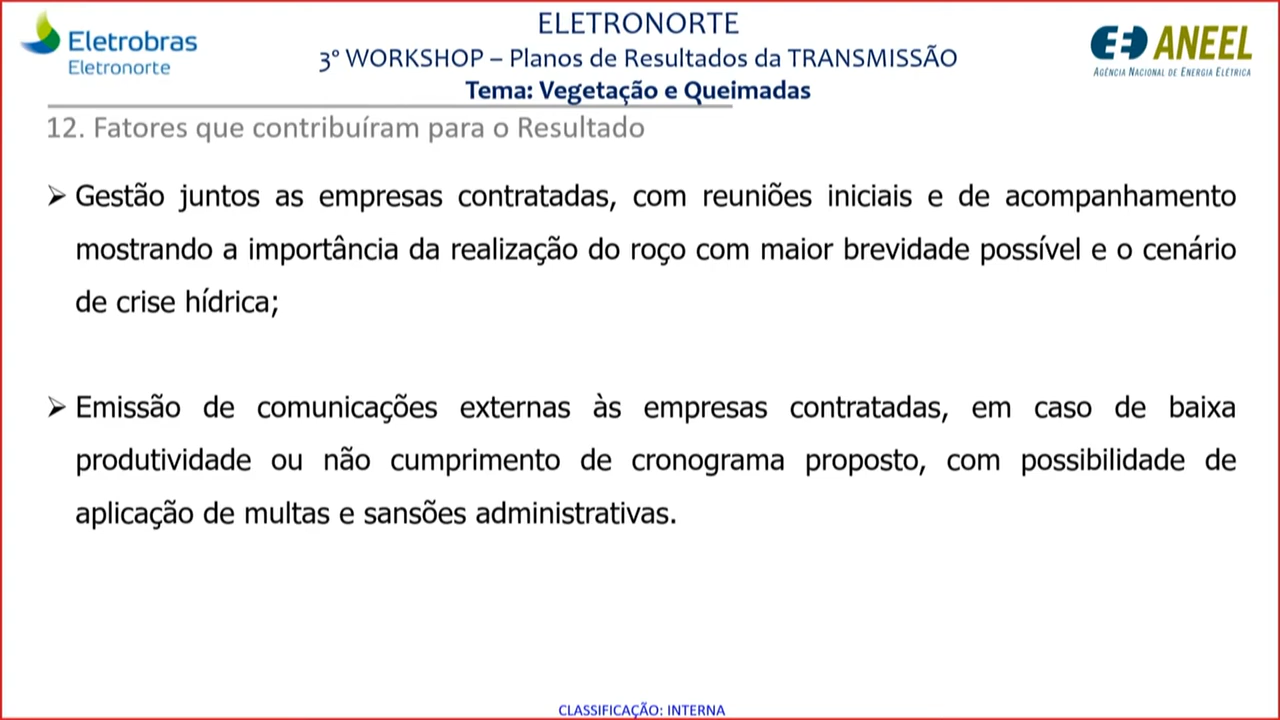 Eletrobras
Eletronorte
ELETRONORTE
3º WORKSHOP – Planos de Resultados da TRANSMISSÃO
Tema: Vegetação e Queimadas
ANEEL
AGÊNCIA NACIONAL DE ENERGIA ELÉTRICA
12. Fatores que contribuíram para o Resultado
➢ Gestão juntos as empresas contratadas, com reuniões iniciais e de acompanhamento
mostrando a importância da realização do roço com maior brevidade possível e o cenário
de crise hídrica;
➢ Emissão de comunicações externas às empresas contratadas, em caso de baixa
produtividade ou não cumprimento de cronograma proposto, com possibilidade de
aplicação de multas e sansões administrativas.
CLASSIFICAÇÃO: INTERNA